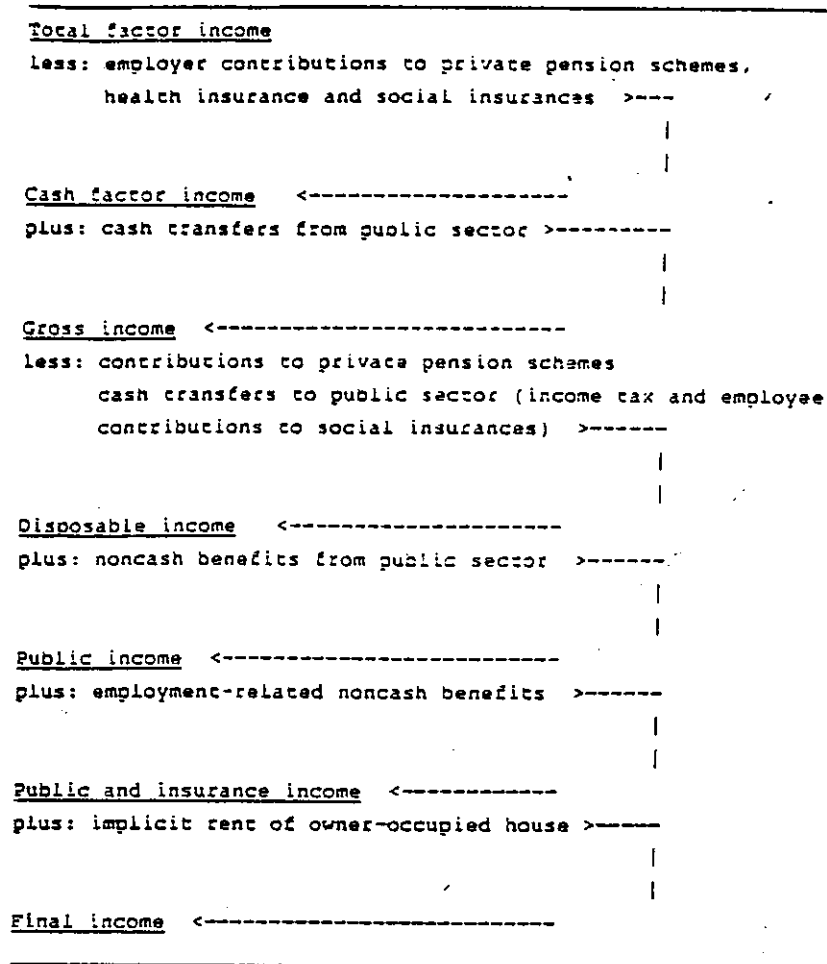 Total factor income
less: employer contributions to private pension schemes,
health insurance and social insurances >---
Cash factor income <---------------------
plus: cash transfers from public sector >----------
Gross income <----------------------------
less: contributions to private pension schemes
cash transfers to public sector (income tax and employee
contributions to social insurances) >-------
Disposable income <----------------------
plus: noncash benefits from public sector >-------
Public income <---------------------------
plus: employment-related noncash benefits >-------
Public and insurance income <------------
plus: implicit rent of owner-occupied house >-----
Final income <----------------------------